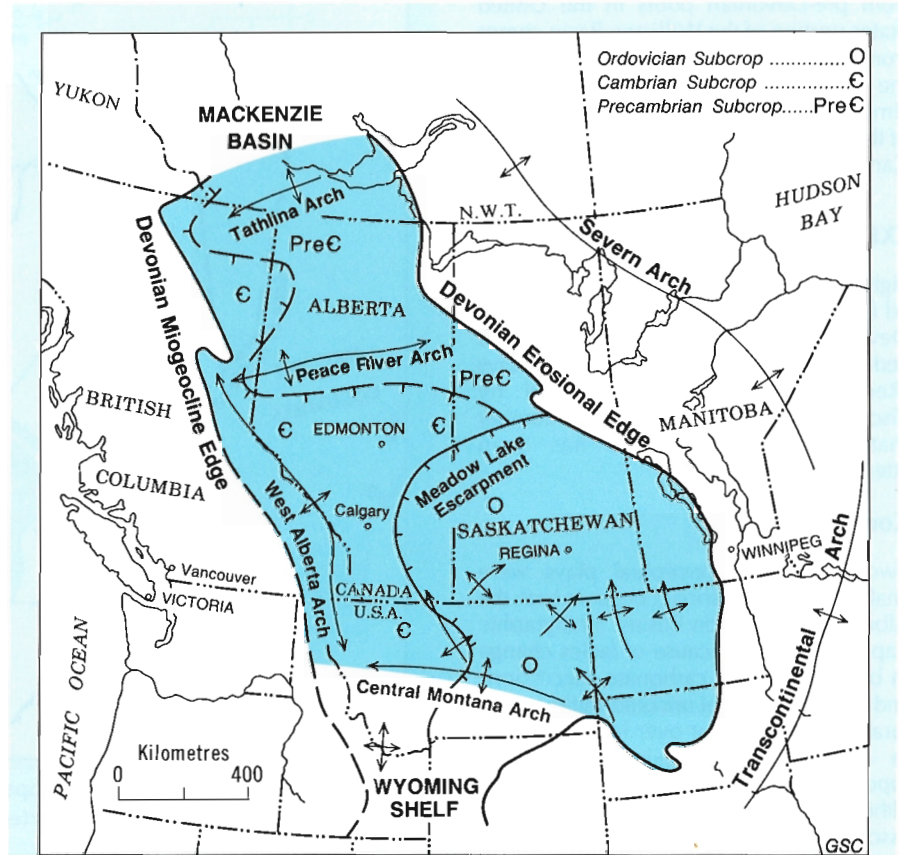 Ordovician Subcrop .............. O
Cambrian Subcrop ..............Є
Precambrian Subcrop......PreЄ
YUKON
MACKENZIE
BASIN
HUDSON
BAY
N.W.T.
Tathlina Arch
PreЄ
Severn Arch
Devonian Miogeocline Edge
Є
ALBERTA
Devonian Erosional Edge
Peace River Arch
PreЄ
BRITISH
COLUMBIA
MANITOBA
Є
EDMONTON
Є
Meadow Lake
Escarpment
O
West Alberta Arch
Calgary
SASKATCHEWAN
REGINA
WINNIPEG
Vancouver
VICTORIA
CANADA
U.S.A.
Є
O
Central Montana Arch
Transcontinental Arch
PACIFIC OCEAN
Kilometres
0 400
WYOMING
SHELF
GSC